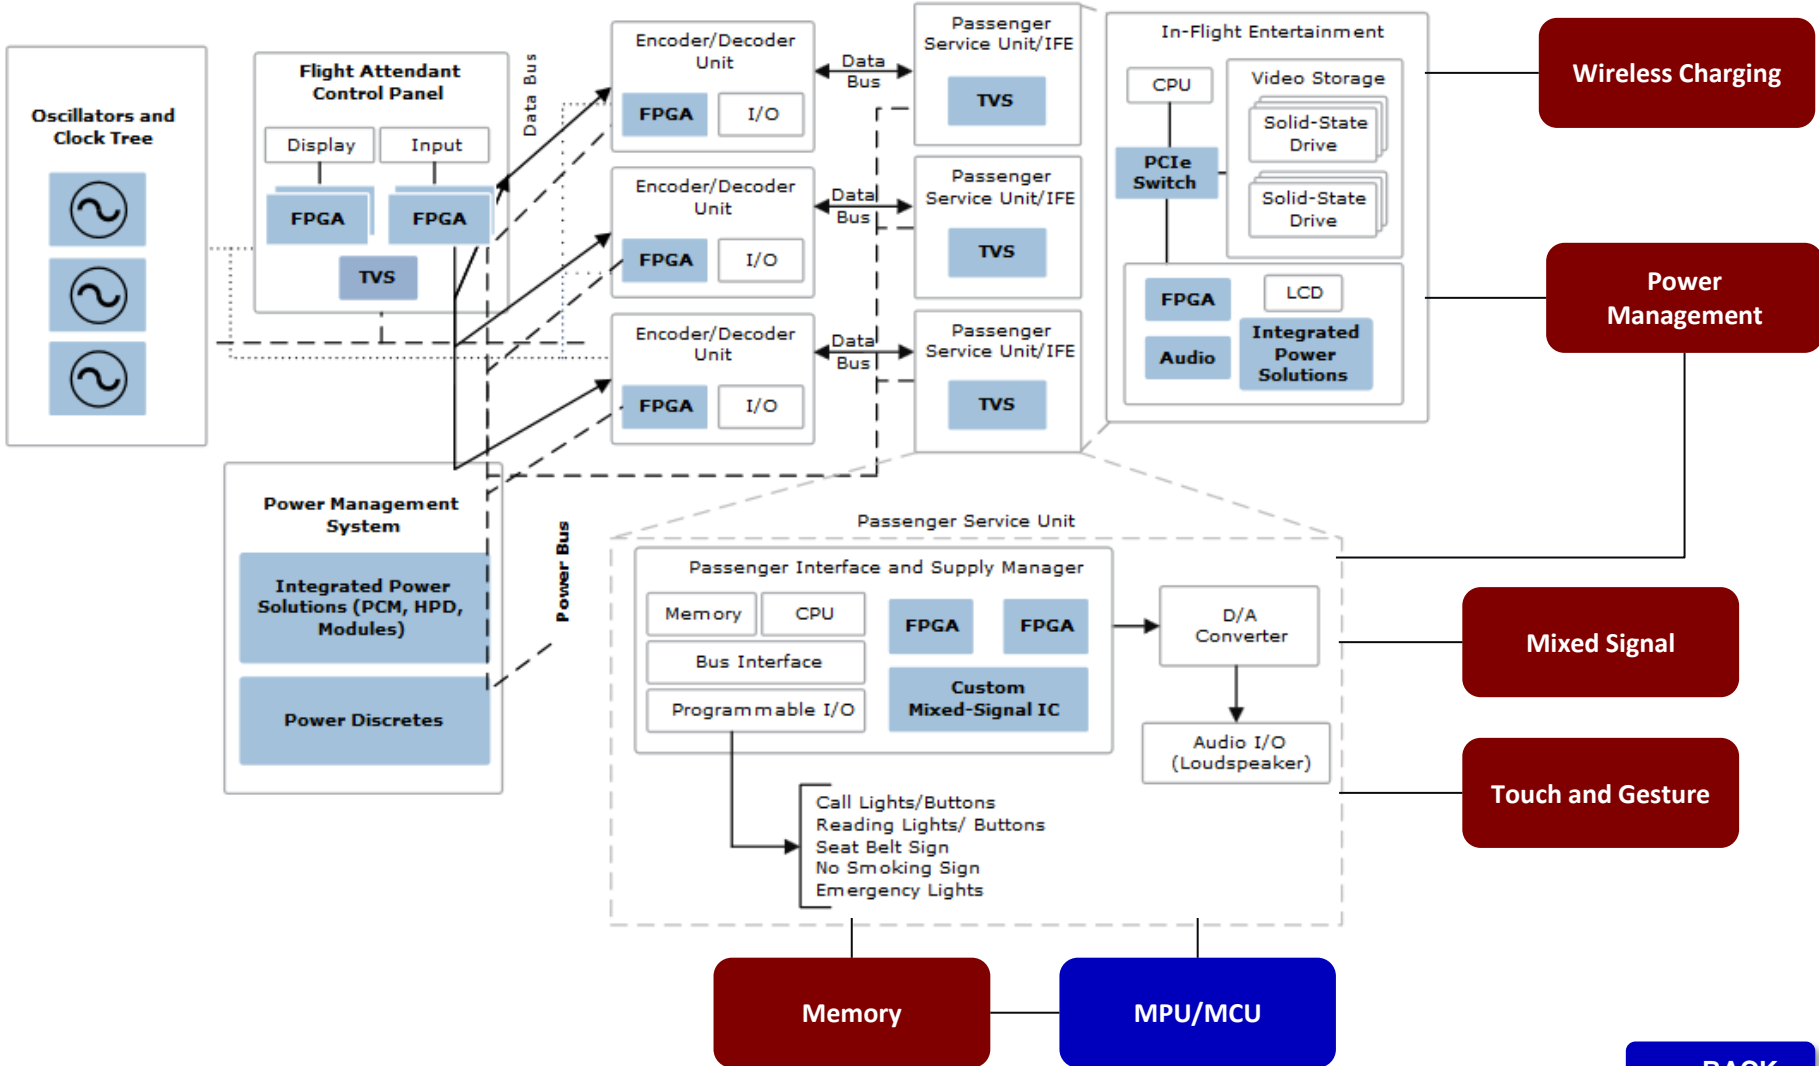 Oscillators and
Clock Tree
Flight Attendant
Control Panel
Display
Input
FPGA
FPGA
TVS
Data Bus
Encoder/Decoder
Unit
FPGA
I/O
Data
Bus
Passenger
Service Unit/IFE
TVS
Encoder/Decoder
Unit
FPGA
I/O
Data
Bus
Passenger
Service Unit/IFE
TVS
Encoder/Decoder
Unit
FPGA
I/O
Data
Bus
Passenger
Service Unit/IFE
TVS
In-Flight Entertainment
CPU
PCIe
Switch
Video Storage
Solid-State
Drive
Solid-State
Drive
FPGA
LCD
Audio
Integrated
Power
Solutions
Wireless Charging
Power
Management
Power Management
System
Integrated Power
Solutions (PCM, HPD,
Modules)
Power Discretes
Power Bus
Passenger Service Unit
Passenger Interface and Supply Manager
Memory
CPU
FPGA
FPGA
Bus Interface
Programmable I/O
Custom
Mixed-Signal IC
D/A
Converter
Audio I/O
(Loudspeaker)
Call Lights/Buttons
Reading Lights/ Buttons
Seat Belt Sign
No Smoking Sign
Emergency Lights
Mixed Signal
Touch and Gesture
Memory
MPU/MCU
BACK